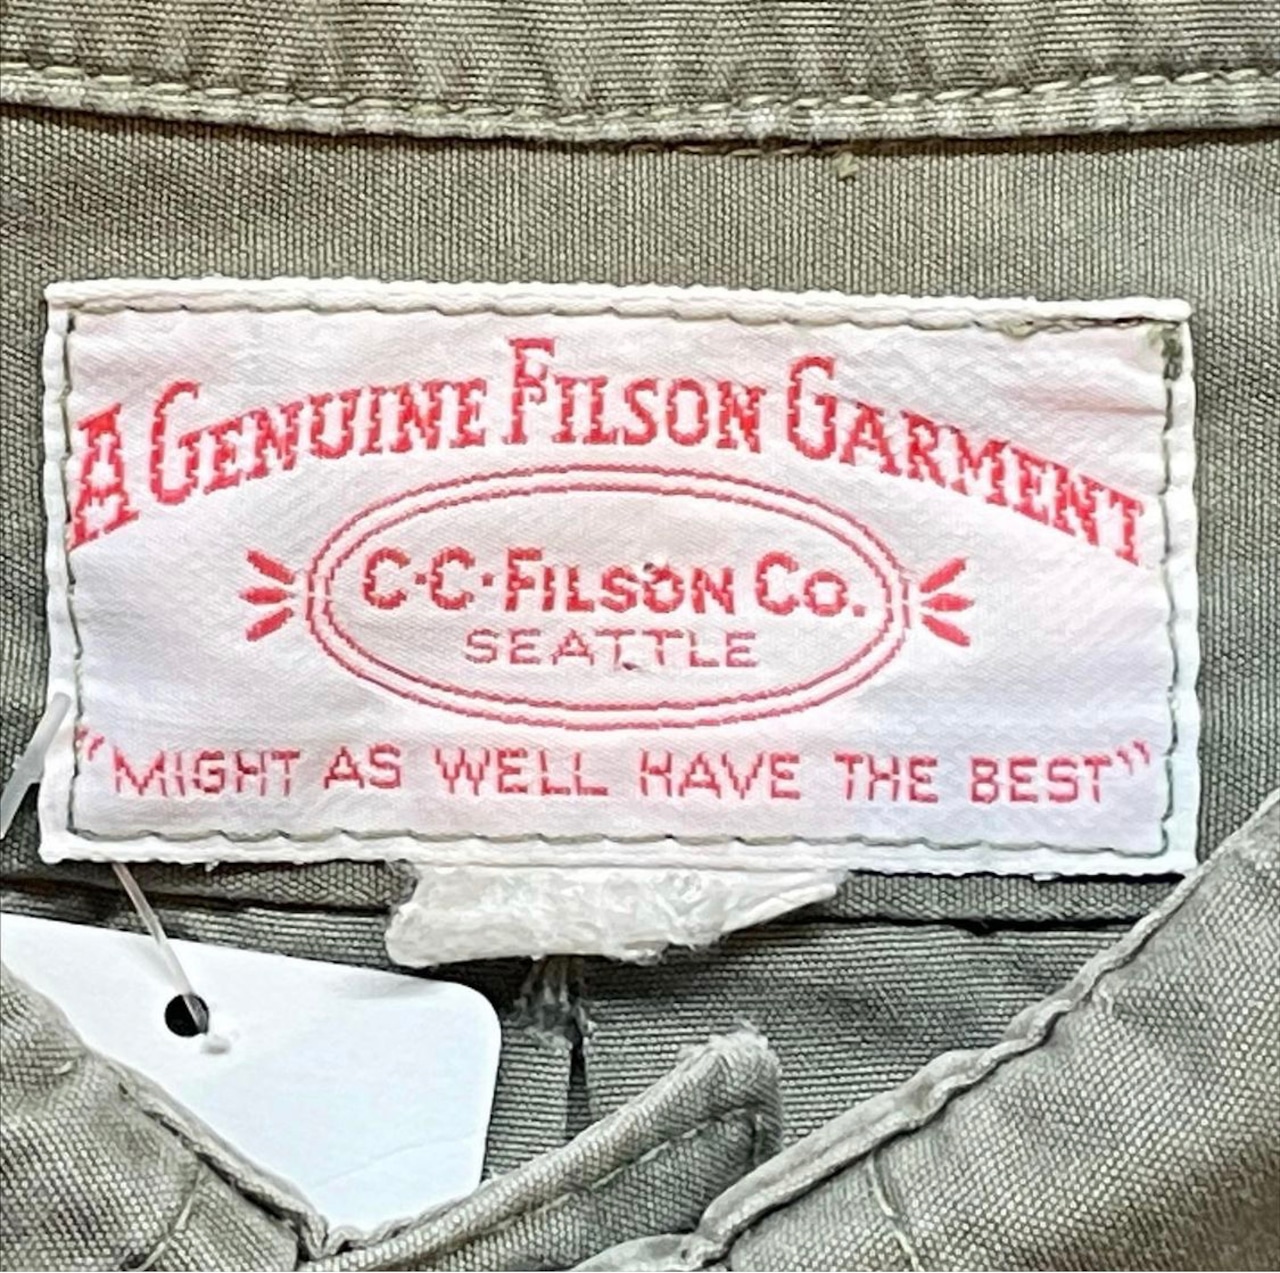 A GENUINE FILSON GARMENT
C·C·FILSON CO.
SEATTLE
"MIGHT AS WELL HAVE THE BEST"